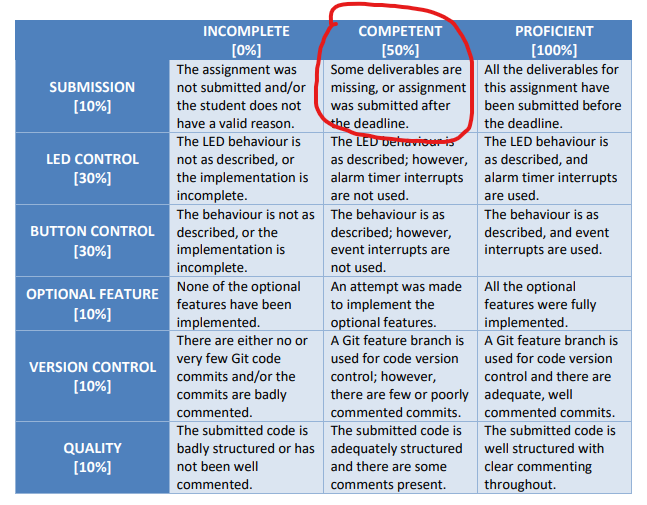 INCOMPLETE
[0%]
COMPETENT
[50%]
PROFICIENT
[100%]
SUBMISSION
[10%]
The assignment was
not submitted and/or
the student does not
have a valid reason.
Some deliverables are
missing, or assignment
was submitted after
the deadline.
All the deliverables for
this assignment have
been submitted before
the deadline.
LED CONTROL
[30%]
The LED behaviour is
not as described, or
the implementation is
incomplete.
The LED behaviour is
as described; however,
alarm timer interrupts
are not used.
The LED behaviour is
as described, and
alarm timer interrupts
are used.
BUTTON CONTROL
[30%]
The behaviour is not as
described, or the
implementation is
incomplete.
The behaviour is as
described; however,
event interrupts are
not used.
The behaviour is as
described, and event
interrupts are used.
OPTIONAL FEATURE
[10%]
None of the optional
features have been
implemented.
An attempt was made
to implement the
optional features.
All the optional
features were fully
implemented.
VERSION CONTROL
[10%]
There are either no or
very few Git code
commits and/or the
commits are badly
commented.
A Git feature branch is
used for code version
control; however,
there are few or poorly
commented commits.
A Git feature branch is
used for code version
control and there are
adequate, well
commented commits.
QUALITY
[10%]
The submitted code is
badly structured or has
not been well
commented.
The submitted code is
adequately structured
and there are some
comments present.
The submitted code is
well structured with
clear commenting
throughout.